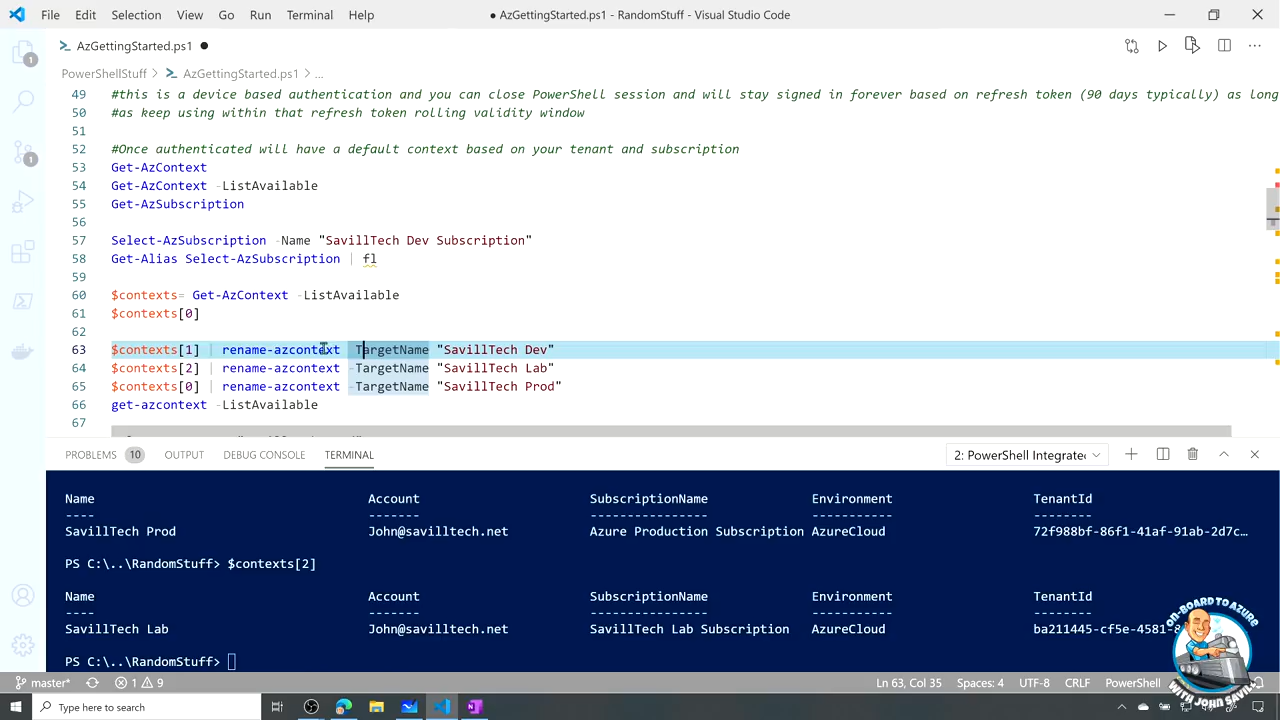 File Edit Selection View Go Run Terminal Help ● AzGettingStarted.ps1 - RandomStuff - Visual Studio Code
AzGettingStarted.ps1 ●
PowerShellStuff > AzGettingStarted.ps1 > ...
49 #this is a device based authentication and you can close PowerShell session and will stay signed in forever based on refresh token (90 days typically) as long
50 #as keep using within that refresh token rolling validity window
51
52 #Once authenticated will have a default context based on your tenant and subscription
53 Get-AzContext
54 Get-AzContext -ListAvailable
55 Get-AzSubscription
56
57 Select-AzSubscription -Name "SavillTech Dev Subscription"
58 Get-Alias Select-AzSubscription | fl
59
60 $contexts= Get-AzContext -ListAvailable
61 $contexts[0]
62
63 $contexts[1] | rename-azcontext -TargetName "SavillTech Dev"
64 $contexts[2] | rename-azcontext -TargetName "SavillTech Lab"
65 $contexts[0] | rename-azcontext -TargetName "SavillTech Prod"
66 get-azcontext -ListAvailable
67
PROBLEMS 10 OUTPUT DEBUG CONSOLE TERMINAL 2: PowerShell Integrate
Name Account SubscriptionName Environment TenantId
---- ------- ---------------- ----------- --------
SavillTech Prod John@savilltech.net Azure Production Subscription AzureCloud 72f988bf-86f1-41af-91ab-2d7c…
PS C:\..\RandomStuff> $contexts[2]
Name Account SubscriptionName Environment TenantId
---- ------- ---------------- ----------- --------
SavillTech Lab John@savilltech.net SavillTech Lab Subscription AzureCloud ba211445-cf5e-4581-8
PS C:\..\RandomStuff>
ON-BOARD TO AZURE
WITH JOHN SAVILL
master* 1 9 Ln 63, Col 35 Spaces: 4 UTF-8 CRLF PowerShell
Type here to search